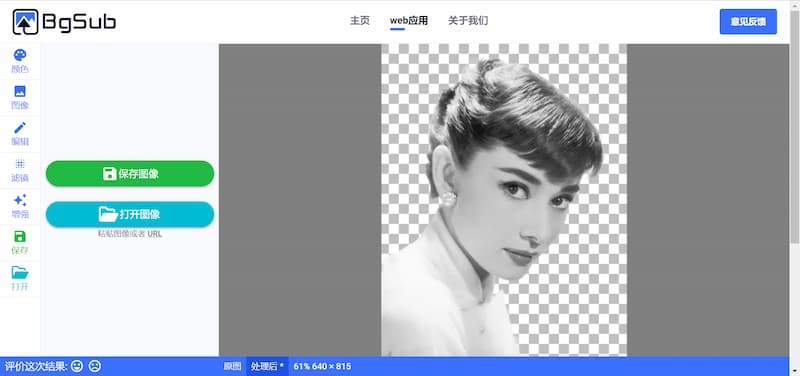 BgSub
主页 web应用 关于我们
意见反馈
颜色
图像
编辑
滤镜
增强
保存
打开
保存图像
打开图像
粘贴图像或者 URL
评价这次结果:
原图 处理后 * 61% 640 × 815